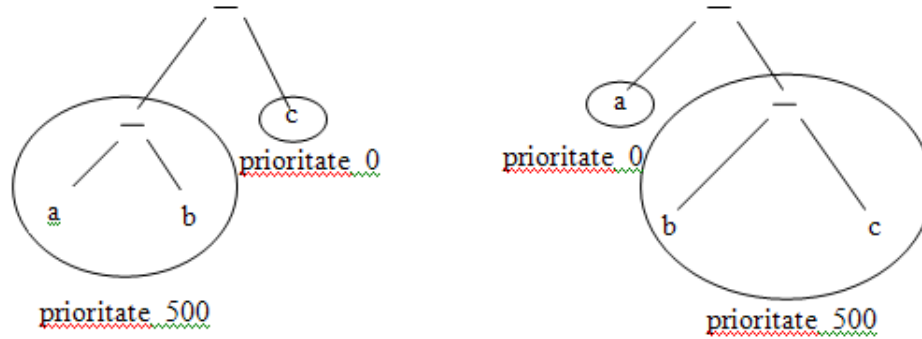 —
—
c
prioritate 0
a
b
prioritate 500
—
a
—
prioritate 0
b
c
prioritate 500